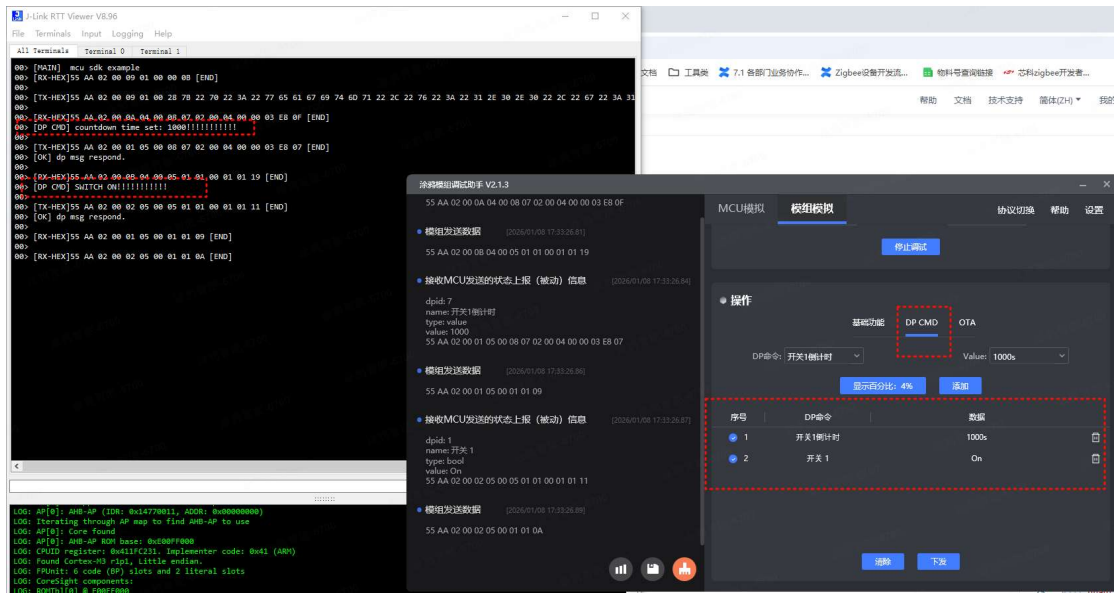 J-Link RTT Viewer V8.96
File Terminals Input Logging Help
All Terminals Terminal 0 Terminal 1
00> [MAIN] mcu sdk example
00> [RX-HEX]55 AA 02 00 09 01 00 00 0B [END]
00>
00> [TX-HEX]55 AA 02 00 09 01 00 28 7B 22 70 22 3A 22 77 65 61 67 69 74 6D 71 22 2C 22 76 22 3A 22 31 2E 30 2E 30 22 2C 22 67 22 3A 31
00>
00> [RX-HEX]55 AA 02 00 0A 04 00 08 07 02 00 04 00 00 03 E8 0F [END]
00> [DP CMD] countdown time set: 1000!!!!!!!!!!!
00>
00> [TX-HEX]55 AA 02 00 01 05 00 08 07 02 00 04 00 00 03 E8 07 [END]
00> [OK] dp msg respond.
00>
00> [RX-HEX]55 AA 02 00 0B 04 00 05 01 01 00 01 01 19 [END]
00> [DP CMD] SWITCH ON!!!!!!!!!!!
00>
00> [TX-HEX]55 AA 02 00 02 05 00 05 01 01 00 01 01 11 [END]
00> [OK] dp msg respond.
00>
00> [RX-HEX]55 AA 02 00 01 05 00 01 01 09 [END]
00>
00> [RX-HEX]55 AA 02 00 02 05 00 01 01 0A [END]
LOG: AP[0]: AHB-AP (IDR: 0x14770011, ADDR: 0x00000000)
LOG: Iterating through AP map to find AHB-AP to use
LOG: AP[0]: Core found
LOG: AP[0]: AHB-AP ROM base: 0xE00FF000
LOG: CPUID register: 0x411FC231. Implementer code: 0x41 (ARM)
LOG: Found Cortex-M3 r1p1, Little endian.
LOG: FPUnit: 6 code (BP) slots and 2 literal slots
LOG: CoreSight components:
LOG: ROMTbl[0] @ E00FF000
文档 工具类 7.1 各部门业务协作... Zigbee设备开发流... 物料号查询链接 芯科zigbee开发者...
帮助 文档 技术支持 简体(ZH) 我的
涂鸦模组调试助手 V2.1.3
55 AA 02 00 0A 04 00 08 07 02 00 04 00 00 03 E8 0F
模组发送数据 [2026/01/08 17:33:26.81]
55 AA 02 00 0B 04 00 05 01 01 00 01 01 19
接收MCU发送的状态上报（被动）信息 [2026/01/08 17:33:26.84]
dpid: 7
name: 开关1倒计时
type: value
value: 1000
55 AA 02 00 01 05 00 08 07 02 00 04 00 00 03 E8 07
模组发送数据 [2026/01/08 17:33:26.86]
55 AA 02 00 01 05 00 01 01 09
接收MCU发送的状态上报（被动）信息 [2026/01/08 17:33:26.87]
dpid: 1
name: 开关 1
type: bool
value: On
55 AA 02 00 02 05 00 05 01 01 00 01 01 11
模组发送数据 [2026/01/08 17:33:26.89]
55 AA 02 00 02 05 00 01 01 0A
MCU模拟 模组模拟 协议切换 帮助 设置
停止调试
操作
基础功能 DP CMD OTA
DP命令: 开关1倒计时 Value: 1000s
显示百分比: 4% 添加
序号 DP命令 数据
1 开关1倒计时 1000s
2 开关 1 On
清除 下发